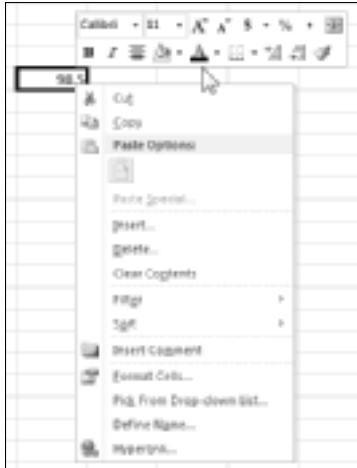 Calibri 11 A A $ % ,
B I A
98.5
Cut
Copy
Paste Options:
Paste Special...
Insert...
Delete...
Clear Contents
Filter
Sort
Insert Comment
Format Cells...
Pick From Drop-down List...
Define Name...
Hyperlink...